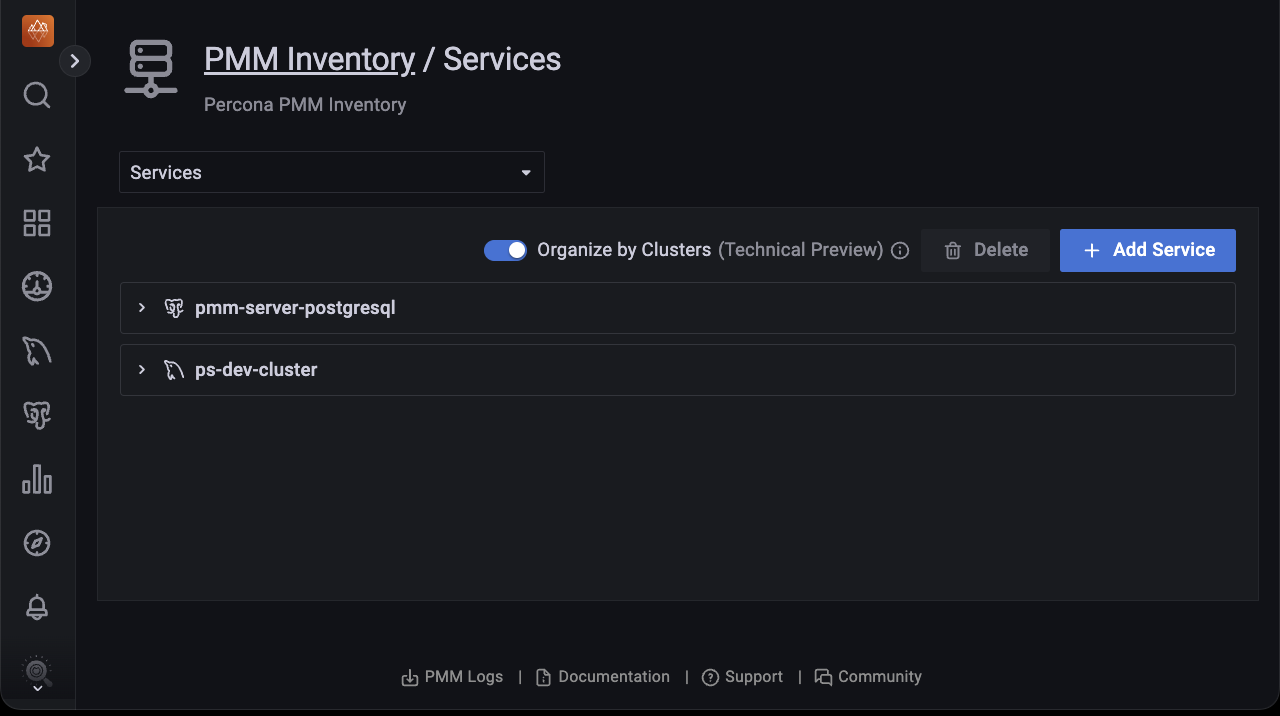 PMM Inventory / Services
Percona PMM Inventory
Services
Organize by Clusters (Technical Preview)
Delete
Add Service
pmm-server-postgresql
ps-dev-cluster
PMM Logs | Documentation | Support | Community